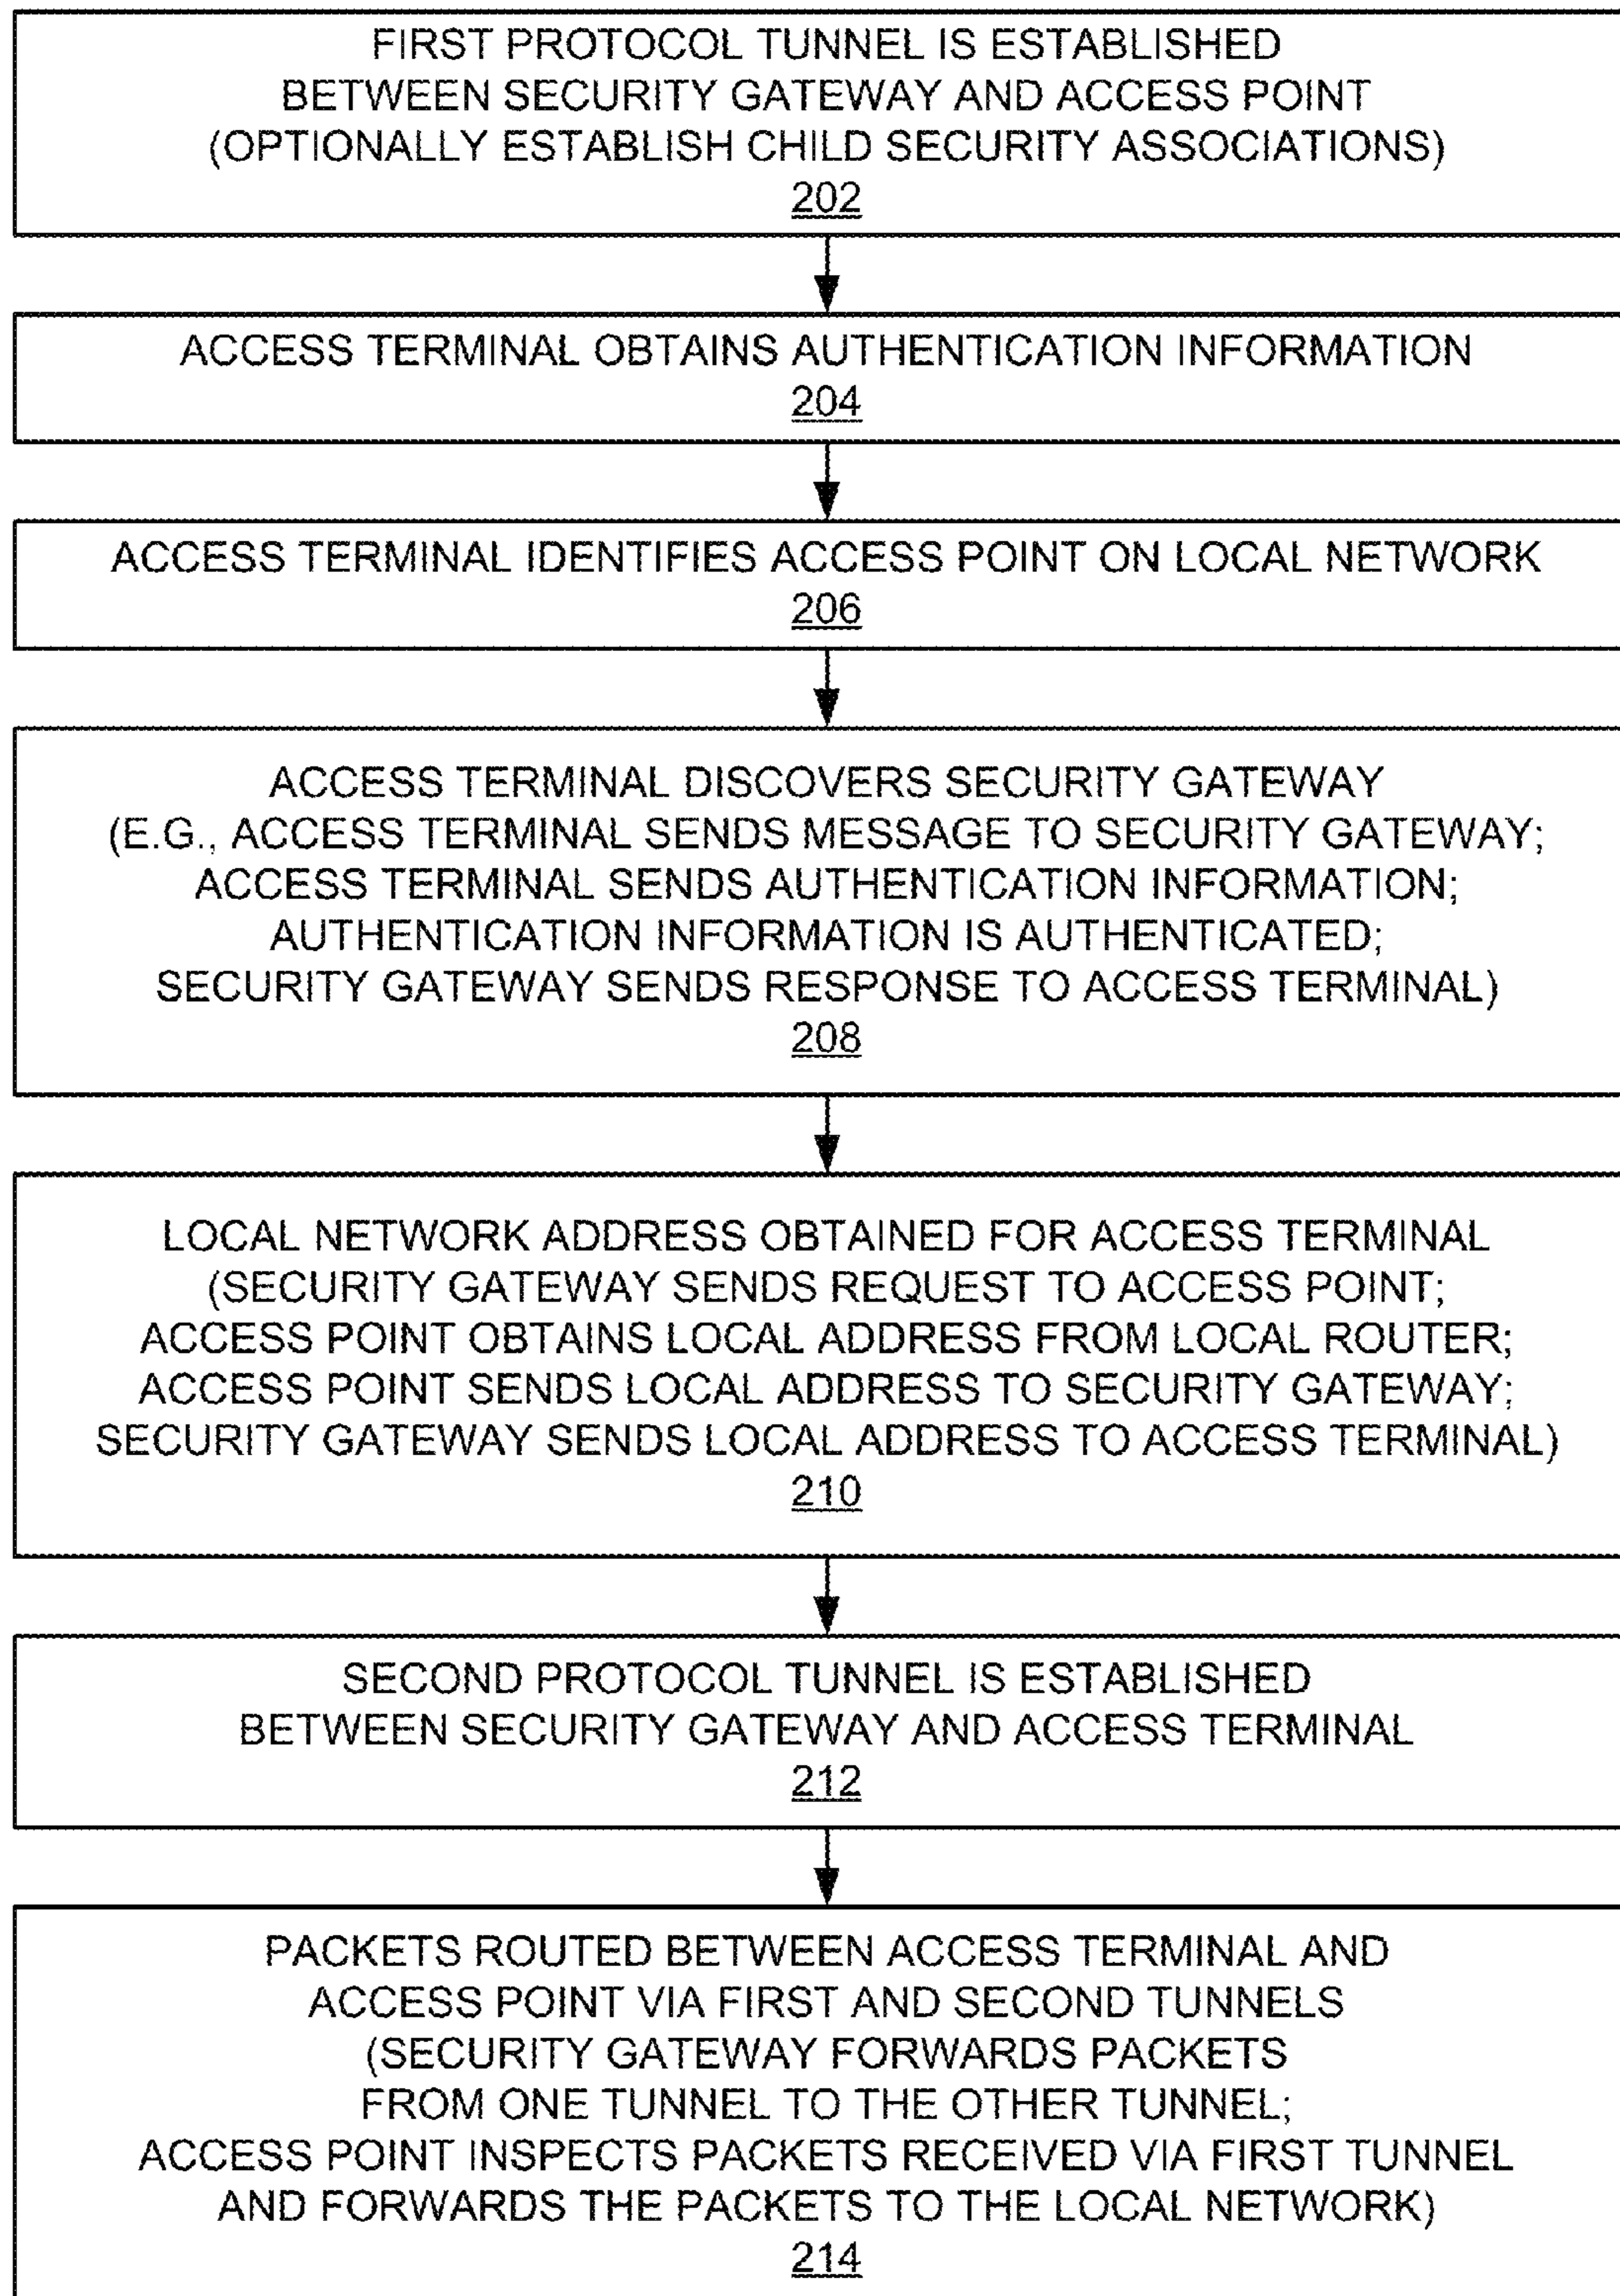 FIRST PROTOCOL TUNNEL IS ESTABLISHED
BETWEEN SECURITY GATEWAY AND ACCESS POINT
(OPTIONALLY ESTABLISH CHILD SECURITY ASSOCIATIONS)
202
ACCESS TERMINAL OBTAINS AUTHENTICATION INFORMATION
204
ACCESS TERMINAL IDENTIFIES ACCESS POINT ON LOCAL NETWORK
206
ACCESS TERMINAL DISCOVERS SECURITY GATEWAY
(E.G., ACCESS TERMINAL SENDS MESSAGE TO SECURITY GATEWAY;
ACCESS TERMINAL SENDS AUTHENTICATION INFORMATION;
AUTHENTICATION INFORMATION IS AUTHENTICATED;
SECURITY GATEWAY SENDS RESPONSE TO ACCESS TERMINAL)
208
LOCAL NETWORK ADDRESS OBTAINED FOR ACCESS TERMINAL
(SECURITY GATEWAY SENDS REQUEST TO ACCESS POINT;
ACCESS POINT OBTAINS LOCAL ADDRESS FROM LOCAL ROUTER;
ACCESS POINT SENDS LOCAL ADDRESS TO SECURITY GATEWAY;
SECURITY GATEWAY SENDS LOCAL ADDRESS TO ACCESS TERMINAL)
210
SECOND PROTOCOL TUNNEL IS ESTABLISHED
BETWEEN SECURITY GATEWAY AND ACCESS TERMINAL
212
PACKETS ROUTED BETWEEN ACCESS TERMINAL AND
ACCESS POINT VIA FIRST AND SECOND TUNNELS
(SECURITY GATEWAY FORWARDS PACKETS
FROM ONE TUNNEL TO THE OTHER TUNNEL;
ACCESS POINT INSPECTS PACKETS RECEIVED VIA FIRST TUNNEL
AND FORWARDS THE PACKETS TO THE LOCAL NETWORK)
214